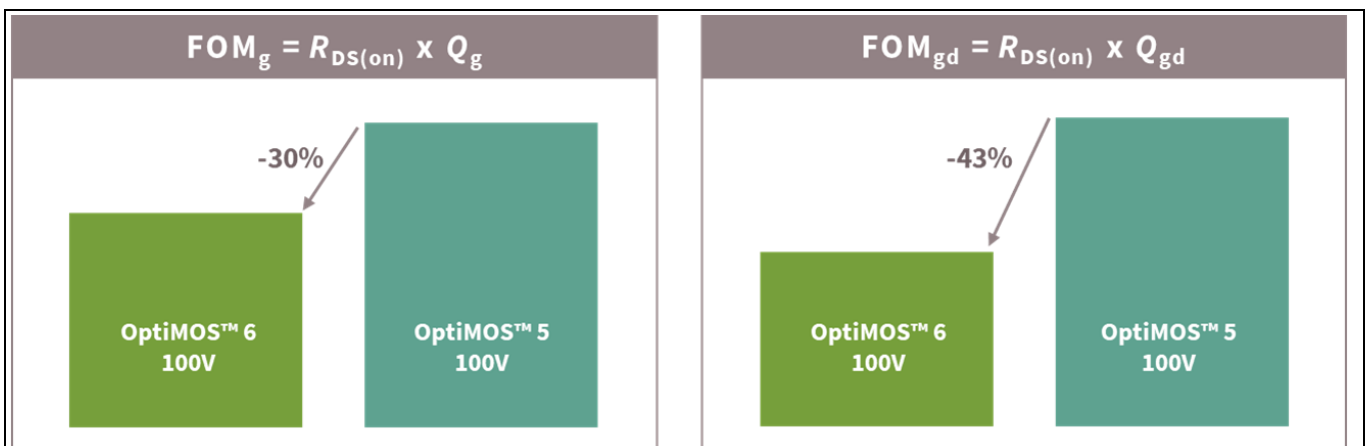 FOMg = RDS(on) x Qg
-30%
OptiMOS™ 6
100V
OptiMOS™ 5
100V
FOMgd = RDS(on) x Qgd
-43%
OptiMOS™ 6
100V
OptiMOS™ 5
100V